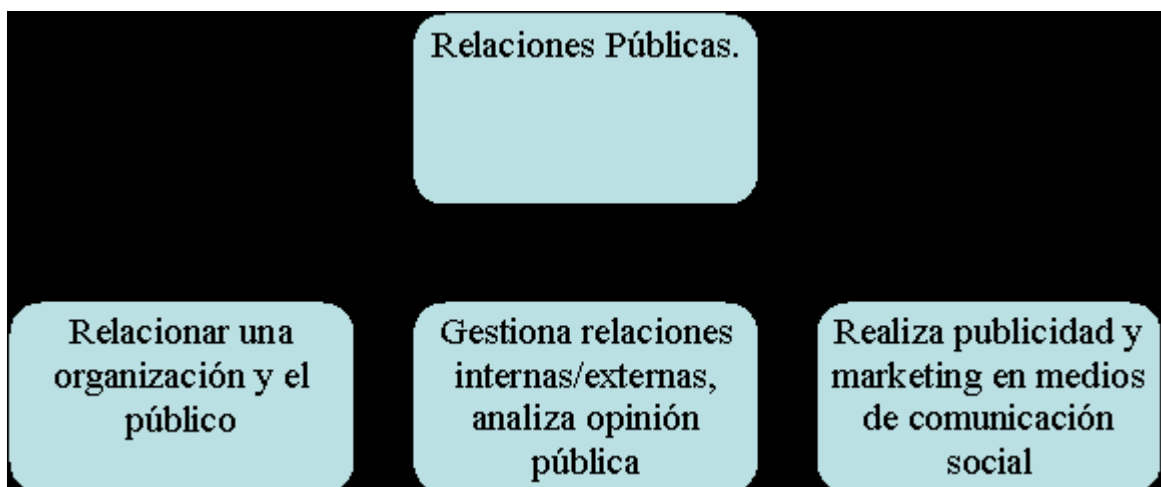 Relaciones Públicas.
Relacionar una
organización y el
público
Gestiona relaciones
internas/externas,
analiza opinión
pública
Realiza publicidad y
marketing en medios
de comunicación
social